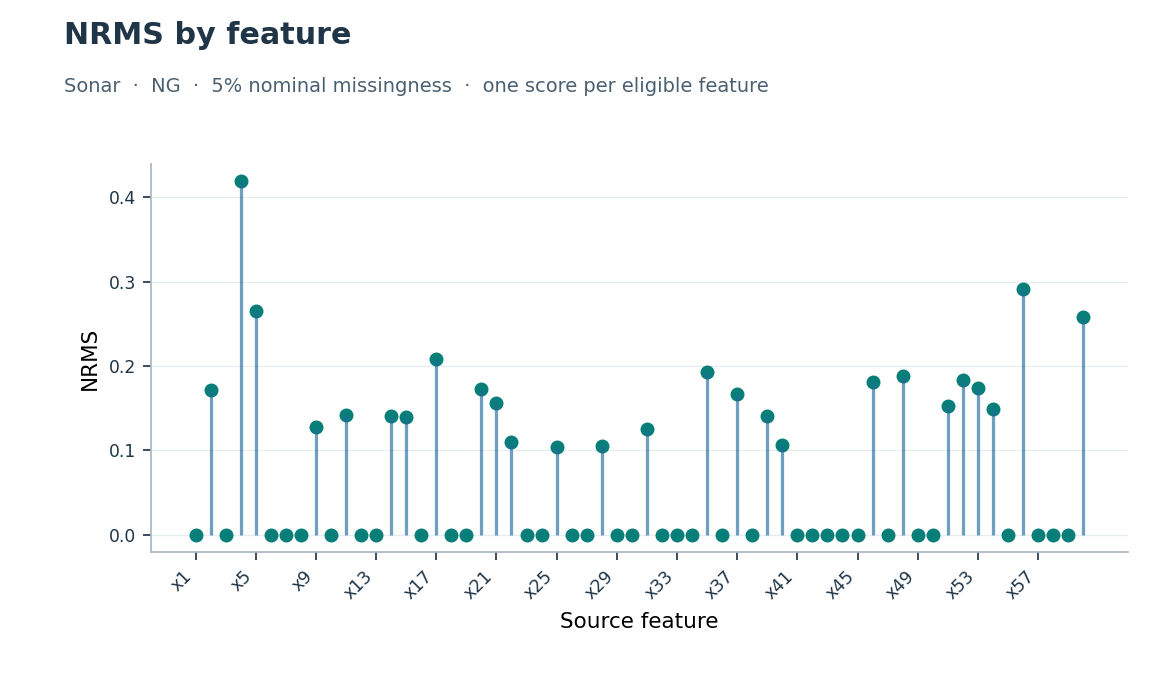 NRMS by feature
Sonar · NG · 5% nominal missingness · one score per eligible feature
NRMS
0.4
0.3
0.2
0.1
0.0
x1 x5 x9 x13 x17 x21 x25 x29 x33 x37 x41 x45 x49 x53 x57
Source feature